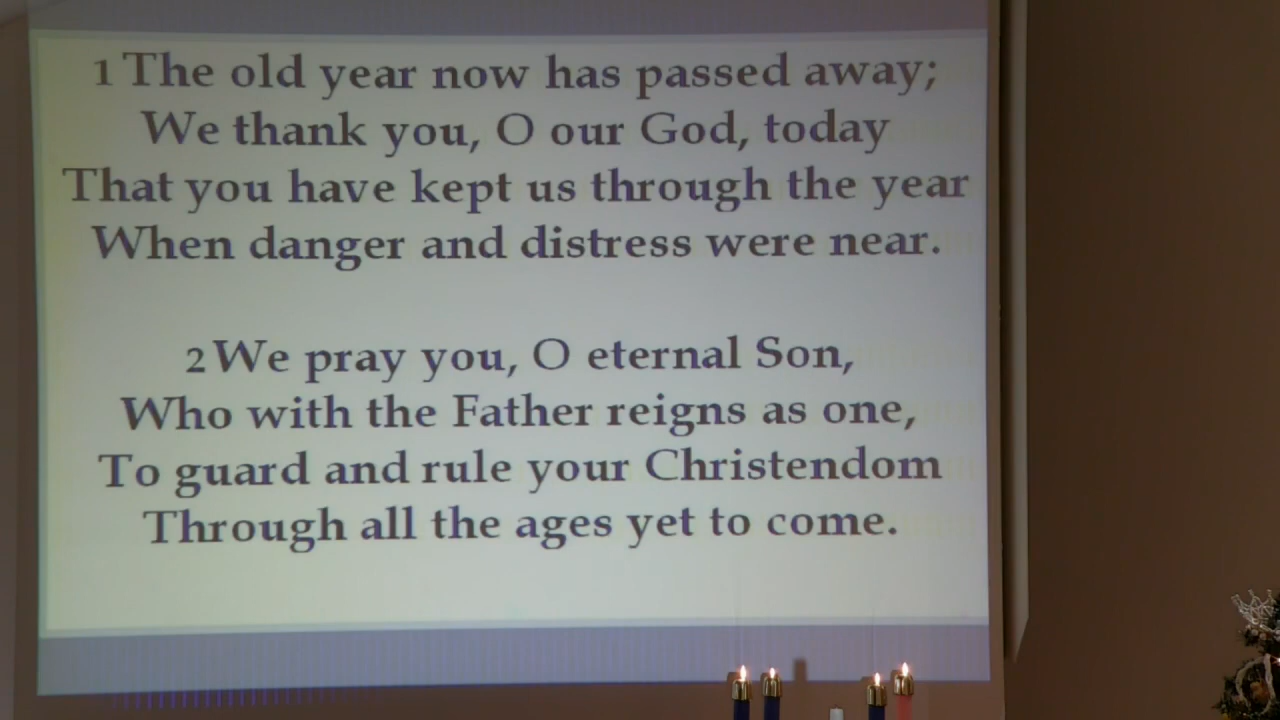 1 The old year now has passed away;
We thank you, O our God, today
That you have kept us through the year
When danger and distress were near.
2 We pray you, O eternal Son,
Who with the Father reigns as one,
To guard and rule your Christendom
Through all the ages yet to come.